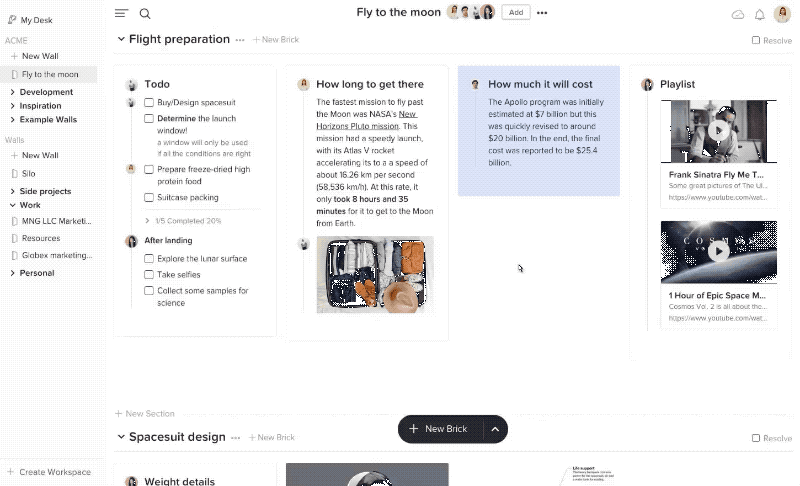 My Desk
ACME
New Wall
Fly to the moon
Development
Inspiration
Example Walls
Walls
New Wall
Silo
Side projects
Work
MNG LLC Marketi...
Resources
Globex marketing...
Personal
Create Workspace
Fly to the moon
Add
Flight preparation
New Brick
Resolve
Todo
Buy/Design spacesuit
Determine the launch
window!
a window will only be used
if all the conditions are right
Prepare freeze-dried high
protein food
Suitcase packing
1/5 Completed 20%
After landing
Explore the lunar surface
Take selfies
Collect some samples for
science
How long to get there
The fastest mission to fly past
the Moon was NASA's New
Horizons Pluto mission. This
mission had a speedy launch,
with its Atlas V rocket
accelerating its to a a speed of
about 16.26 km per second
(58,536 km/h). At this rate, it
only took 8 hours and 35
minutes for it to get to the Moon
from Earth.
How much it will cost
The Apollo program was initially
estimated at $7 billion but this
was quickly revised to around
$20 billion. In the end, the final
cost was reported to be $25.4
billion.
Playlist
Frank Sinatra Fly Me T...
Some great pictures of The Ul...
https://www.youtube.com/wat...
COSMOS
1 Hour of Epic Space M...
Cosmos Vol. 2 is all about the...
https://www.youtube.com/wat...
New Section
New Brick
Spacesuit design
New Brick
Resolve
Weight details
Life support